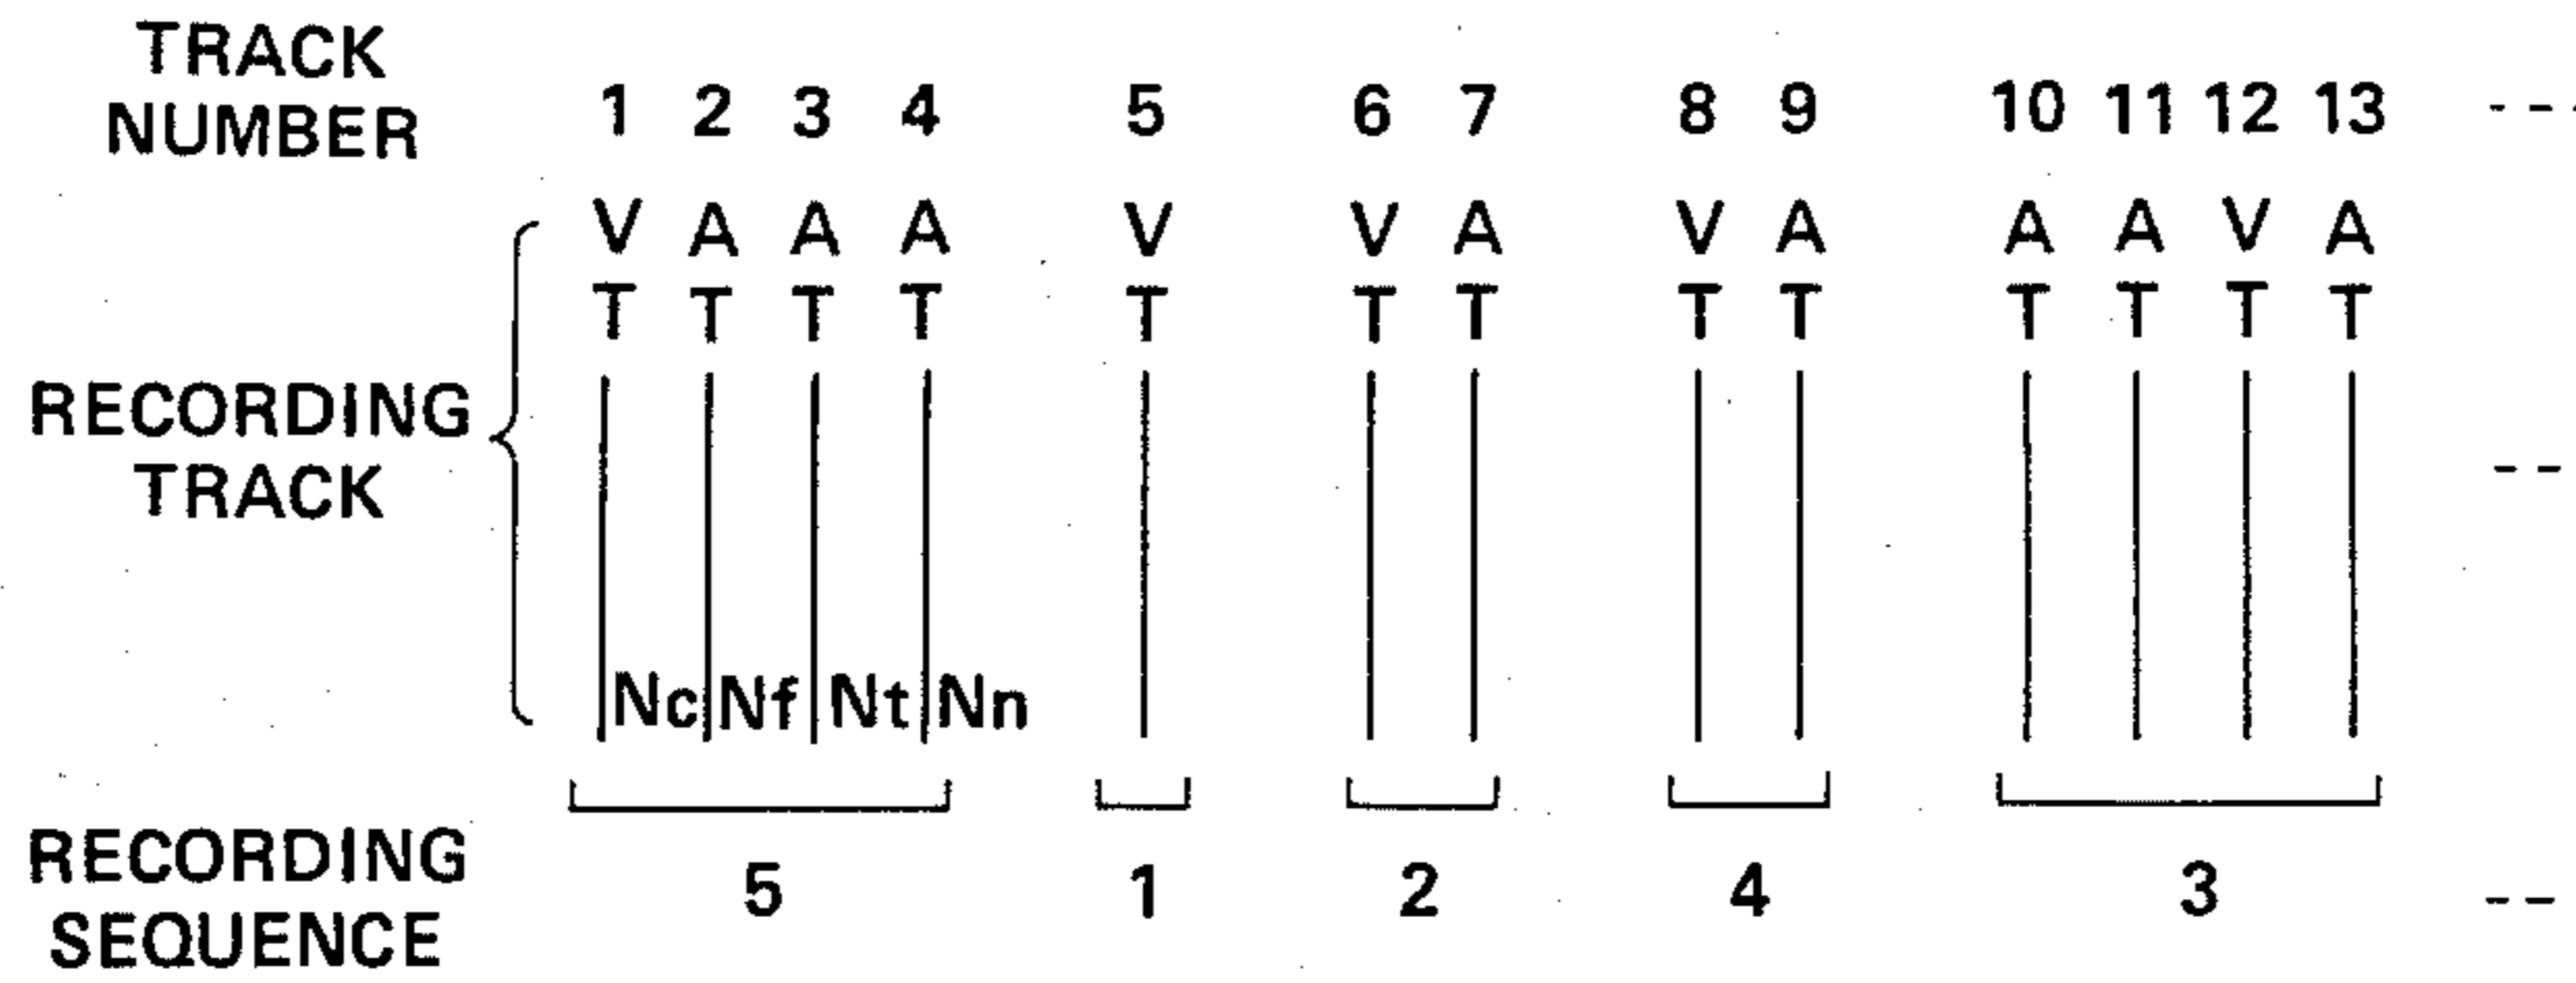 TRACK
NUMBER
1 2 3 4 5 6 7 8 9 10 11 12 13
V A A A V V A V A A A V A
T T T T T T T T T T T T T
RECORDING
TRACK
Nc Nf Nt Nn
RECORDING
SEQUENCE
5 1 2 4 3